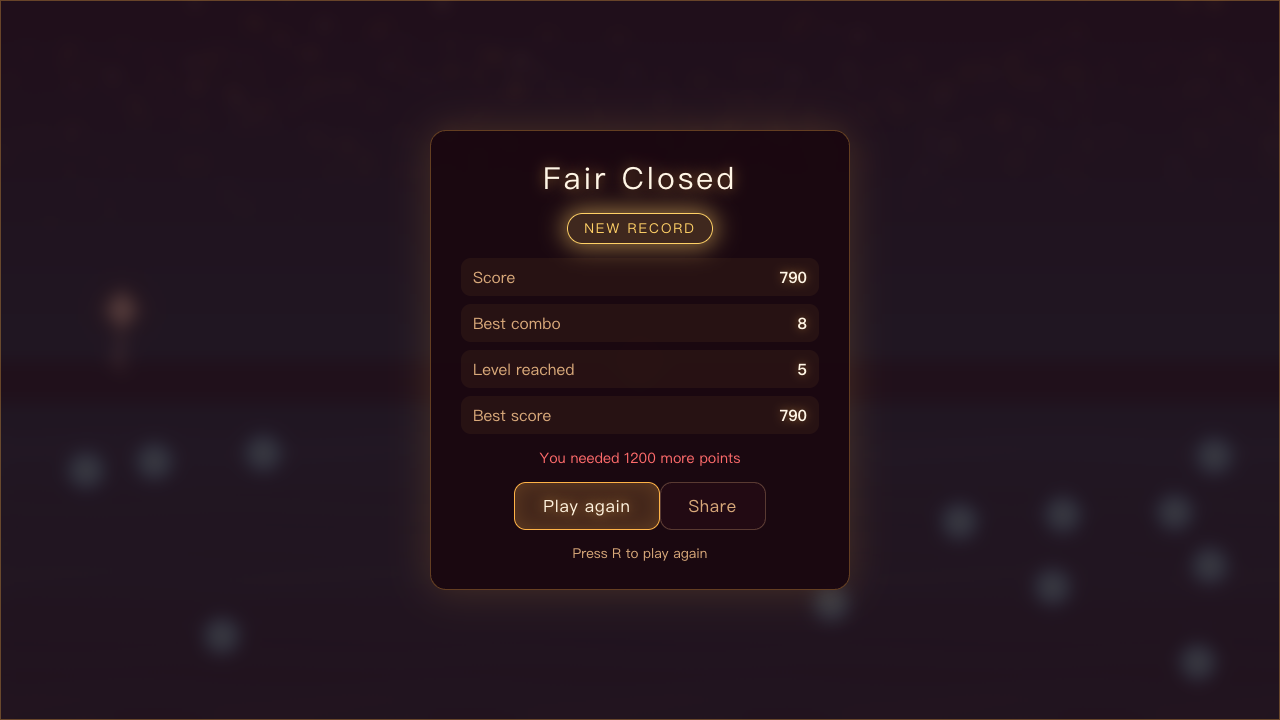 Fair Closed
NEW RECORD
Score 790
Best combo 8
Level reached 5
Best score 790
You needed 1200 more points
Play again Share
Press R to play again